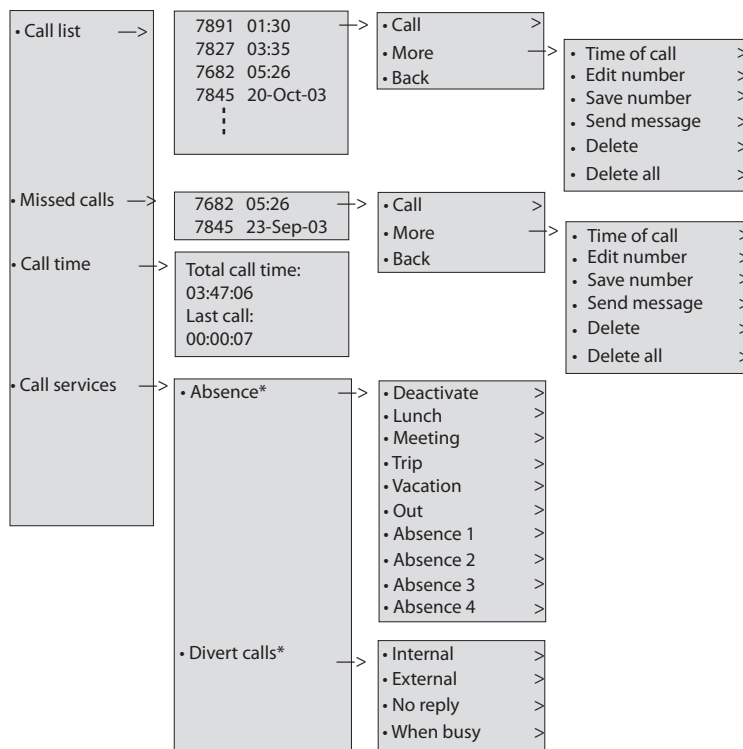 • Call list —>
7891 01:30 —>
7827 03:35
7682 05:26
7845 20-Oct-03
• Call >
• More —>
• Back
• Time of call >
• Edit number >
• Save number >
• Send message >
• Delete >
• Delete all >
• Missed calls —>
7682 05:26 —>
7845 23-Sep-03
• Call >
• More —>
• Back
• Time of call >
• Edit number >
• Save number >
• Send message >
• Delete >
• Delete all >
• Call time —>
Total call time:
03:47:06
Last call:
00:00:07
• Call services —>
• Absence* —>
• Deactivate >
• Lunch >
• Meeting >
• Trip >
• Vacation >
• Out >
• Absence 1 >
• Absence 2 >
• Absence 3 >
• Absence 4 >
• Divert calls* —>
• Internal >
• External >
• No reply >
• When busy >